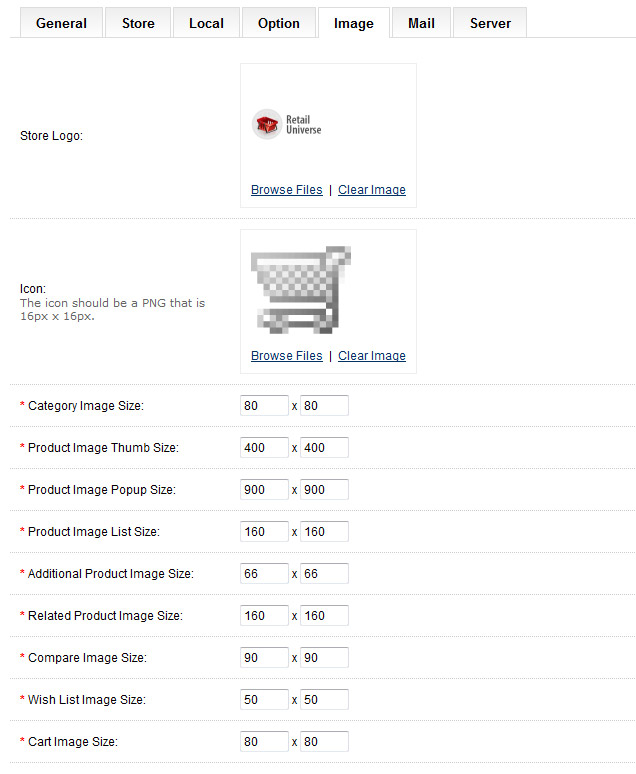 General Store Local Option Image Mail Server
Store Logo:
Retail
Universe
Browse Files | Clear Image
Icon:
The icon should be a PNG that is
16px x 16px.
Browse Files | Clear Image
* Category Image Size: 80 x 80
* Product Image Thumb Size: 400 x 400
* Product Image Popup Size: 900 x 900
* Product Image List Size: 160 x 160
* Additional Product Image Size: 66 x 66
* Related Product Image Size: 160 x 160
* Compare Image Size: 90 x 90
* Wish List Image Size: 50 x 50
* Cart Image Size: 80 x 80